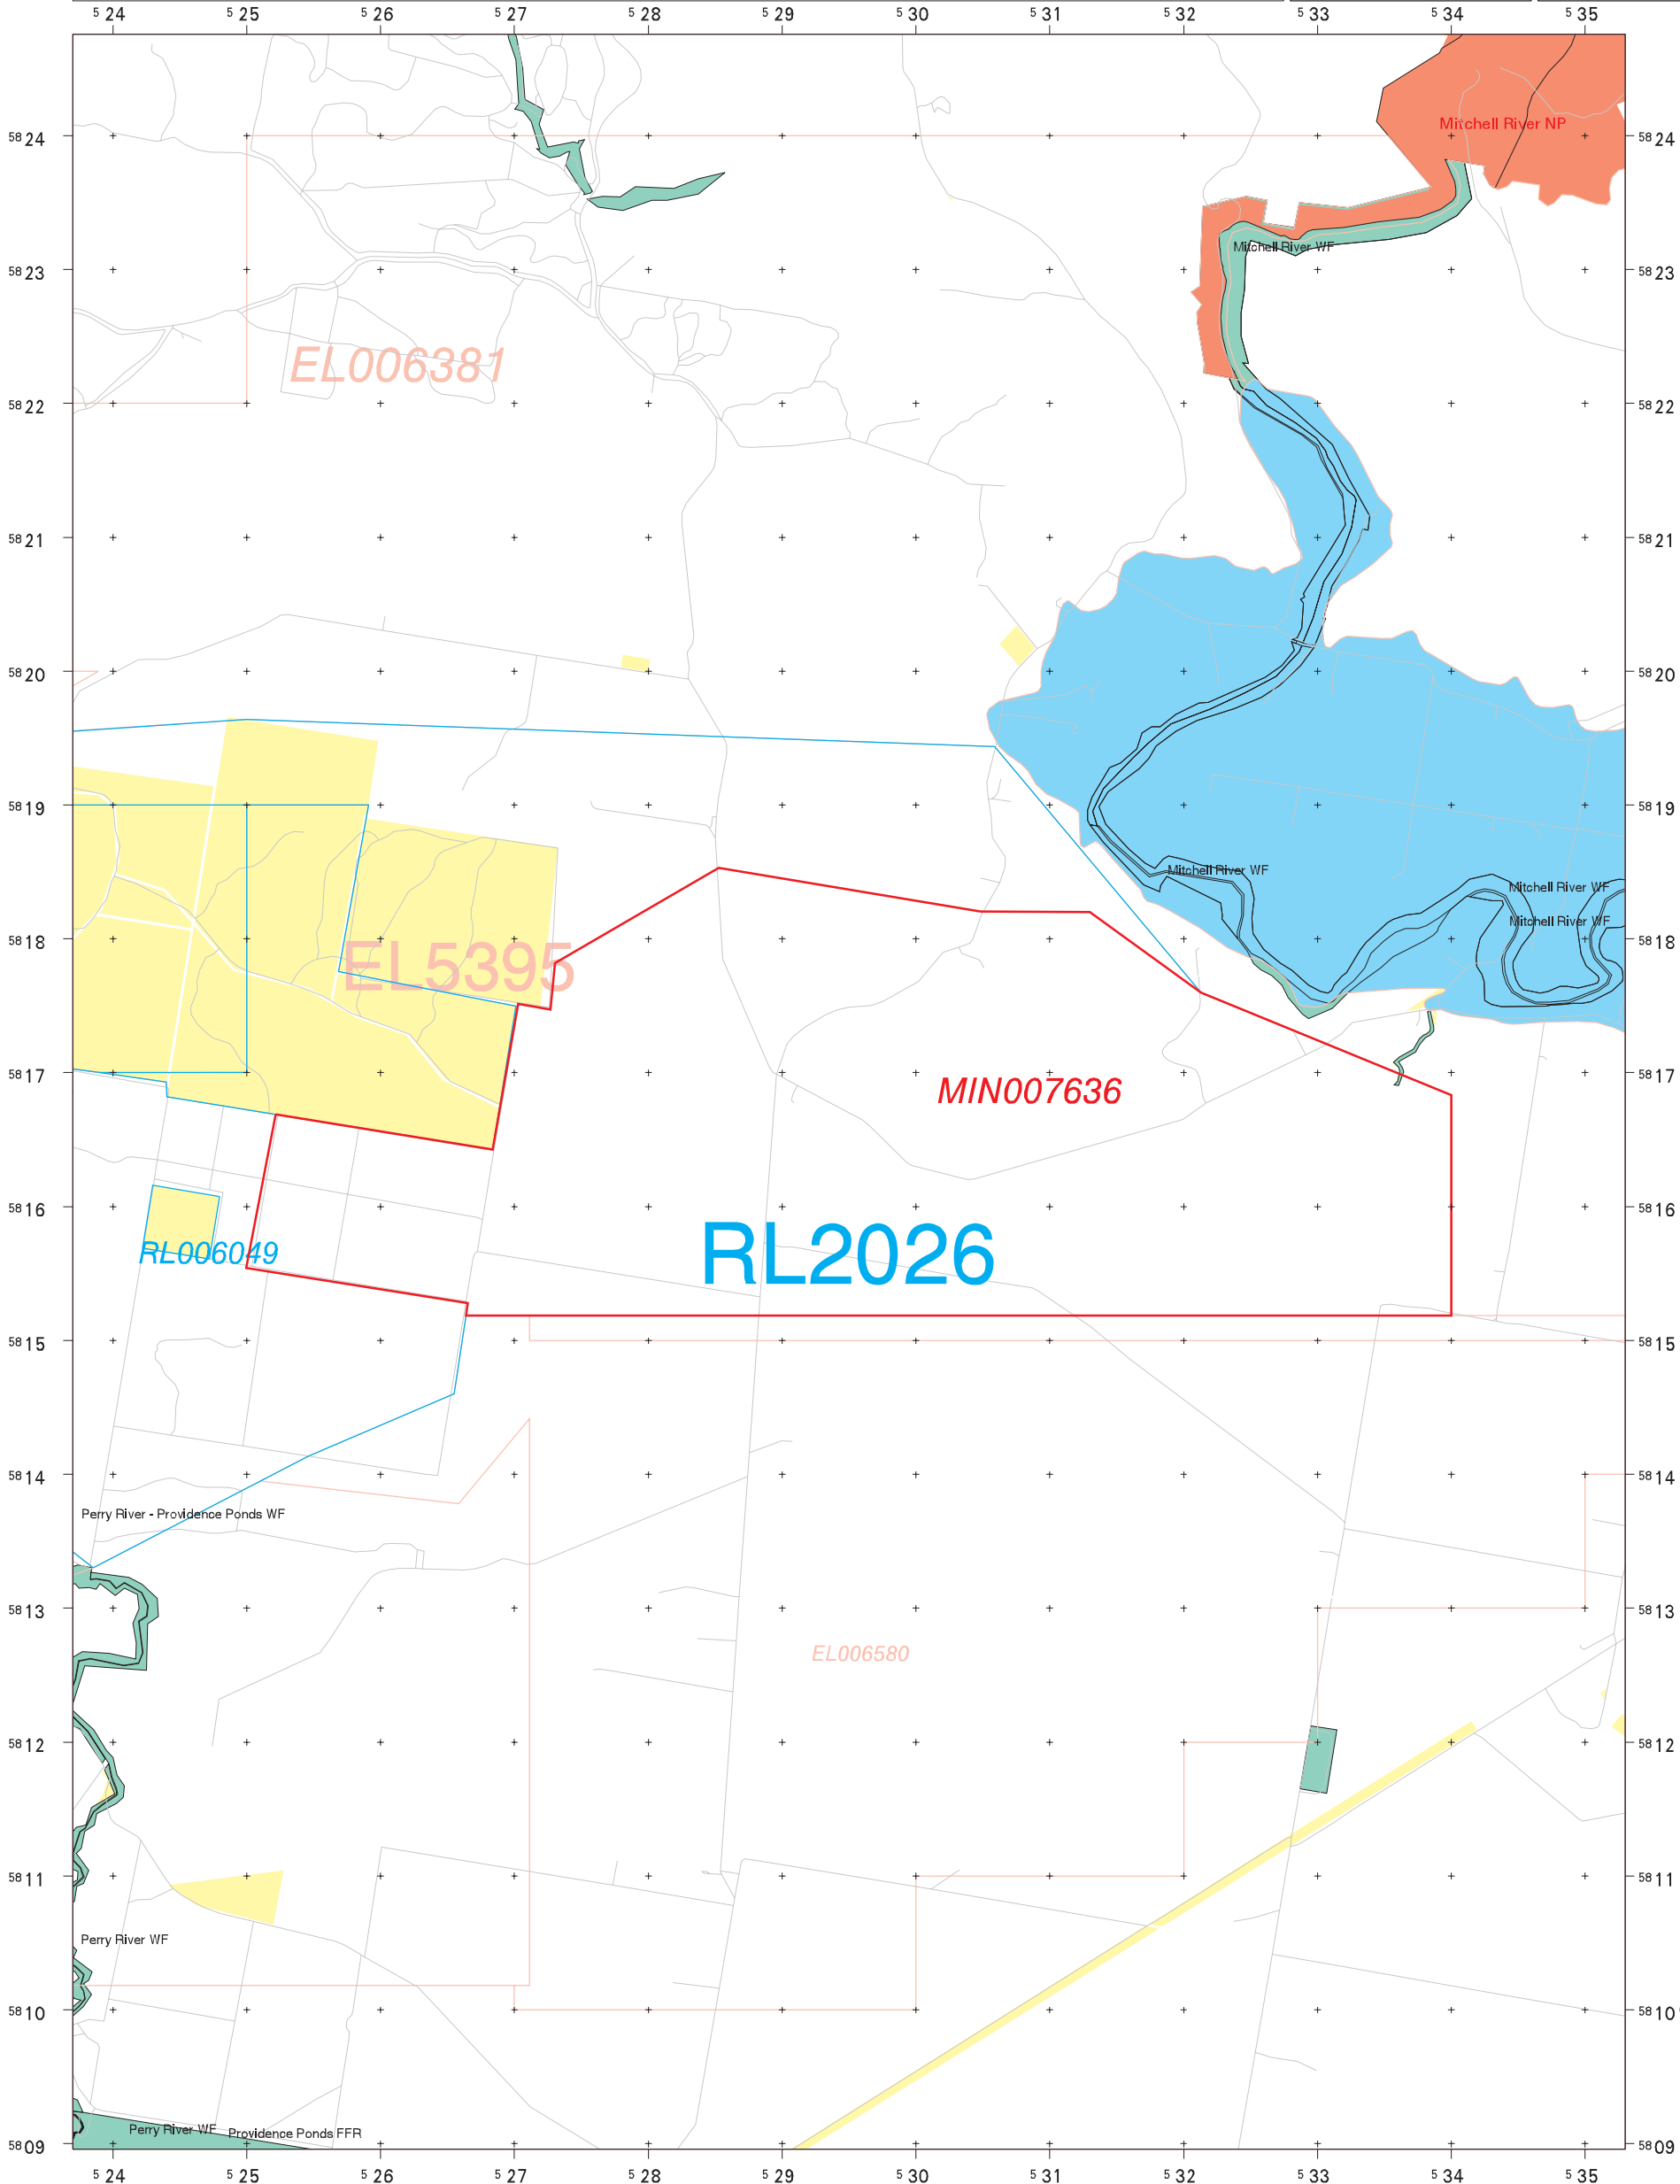 5 24 5 25 5 26 5 27 5 28 5 29 5 30 5 31 5 32 5 33 5 34 5 35
Mitchell River NP
58 24 58 24
Mitchell River WF
58 23 58 23
EL006381
58 22 58 22
58 21 58 21
58 20 58 20
58 19 58 19
Mitchell River WF
Mitchell River WF
Mitchell River WF
58 18 58 18
EL5395
58 17 58 17
MIN007636
58 16 58 16
RL006049
RL2026
58 15 58 15
58 14 58 14
Perry River - Providence Ponds WF
58 13 58 13
EL006580
58 12 58 12
58 11 58 11
Perry River WF
58 10 58 10
Perry River WF Providence Ponds FFR
58 09 58 09
5 24 5 25 5 26 5 27 5 28 5 29 5 30 5 31 5 32 5 33 5 34 5 35